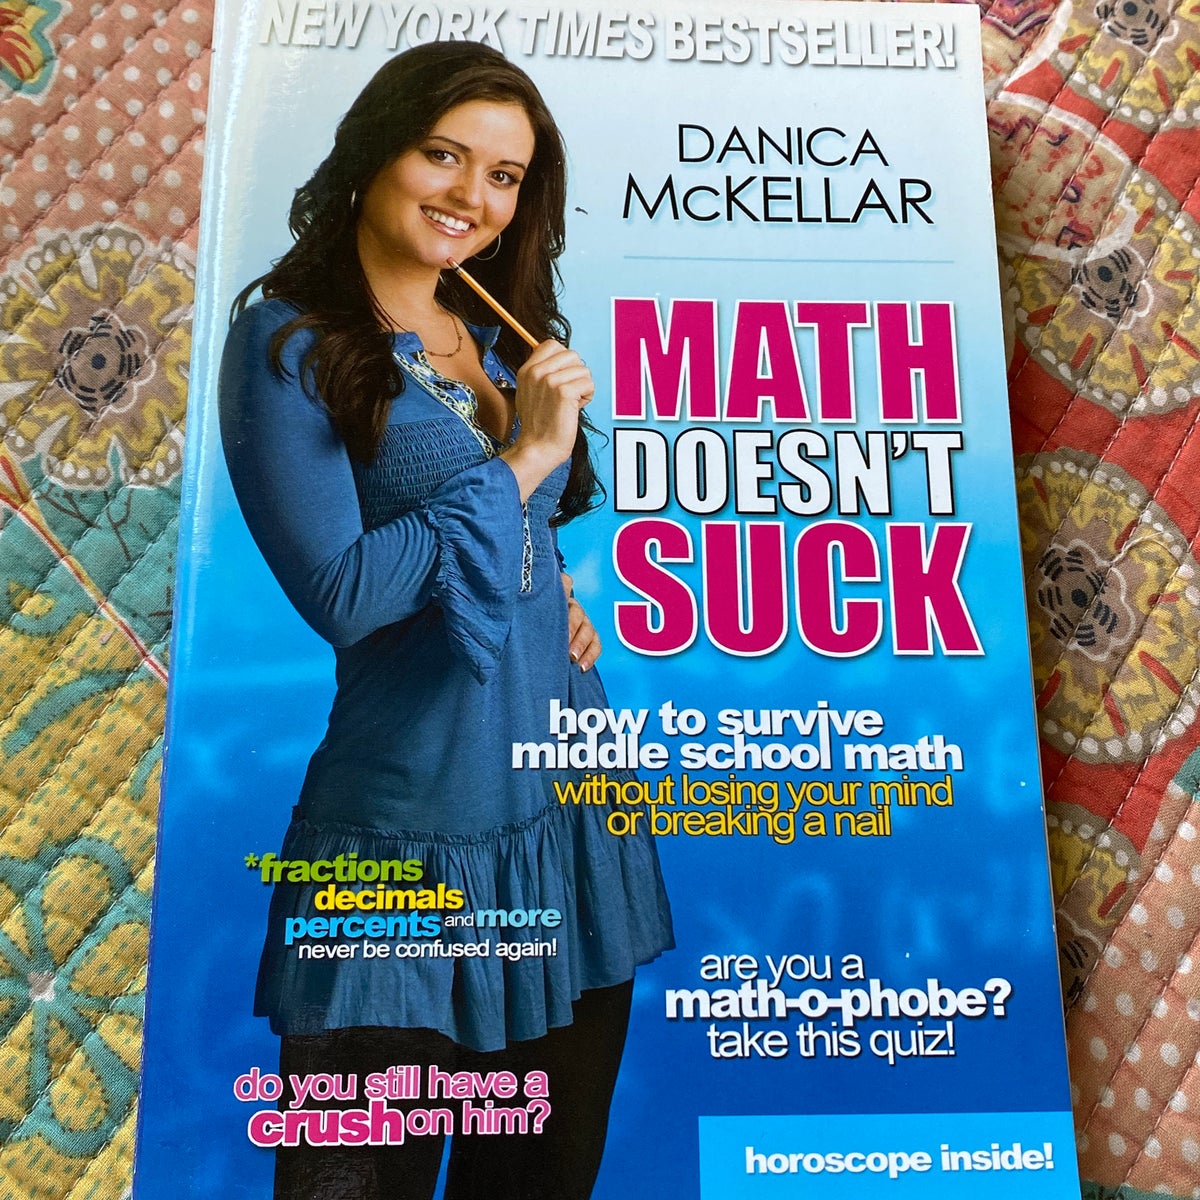 NEW YORK TIMES BESTSELLER!
DANICA
McKELLAR
MATH
DOESN'T
SUCK
how to survive
middle school math
without losing your mind
or breaking a nail
*fractions
decimals
percents and more
never be confused again!
are you a
math-o-phobe?
take this quiz!
do you still have a
crush on him?
horoscope inside!